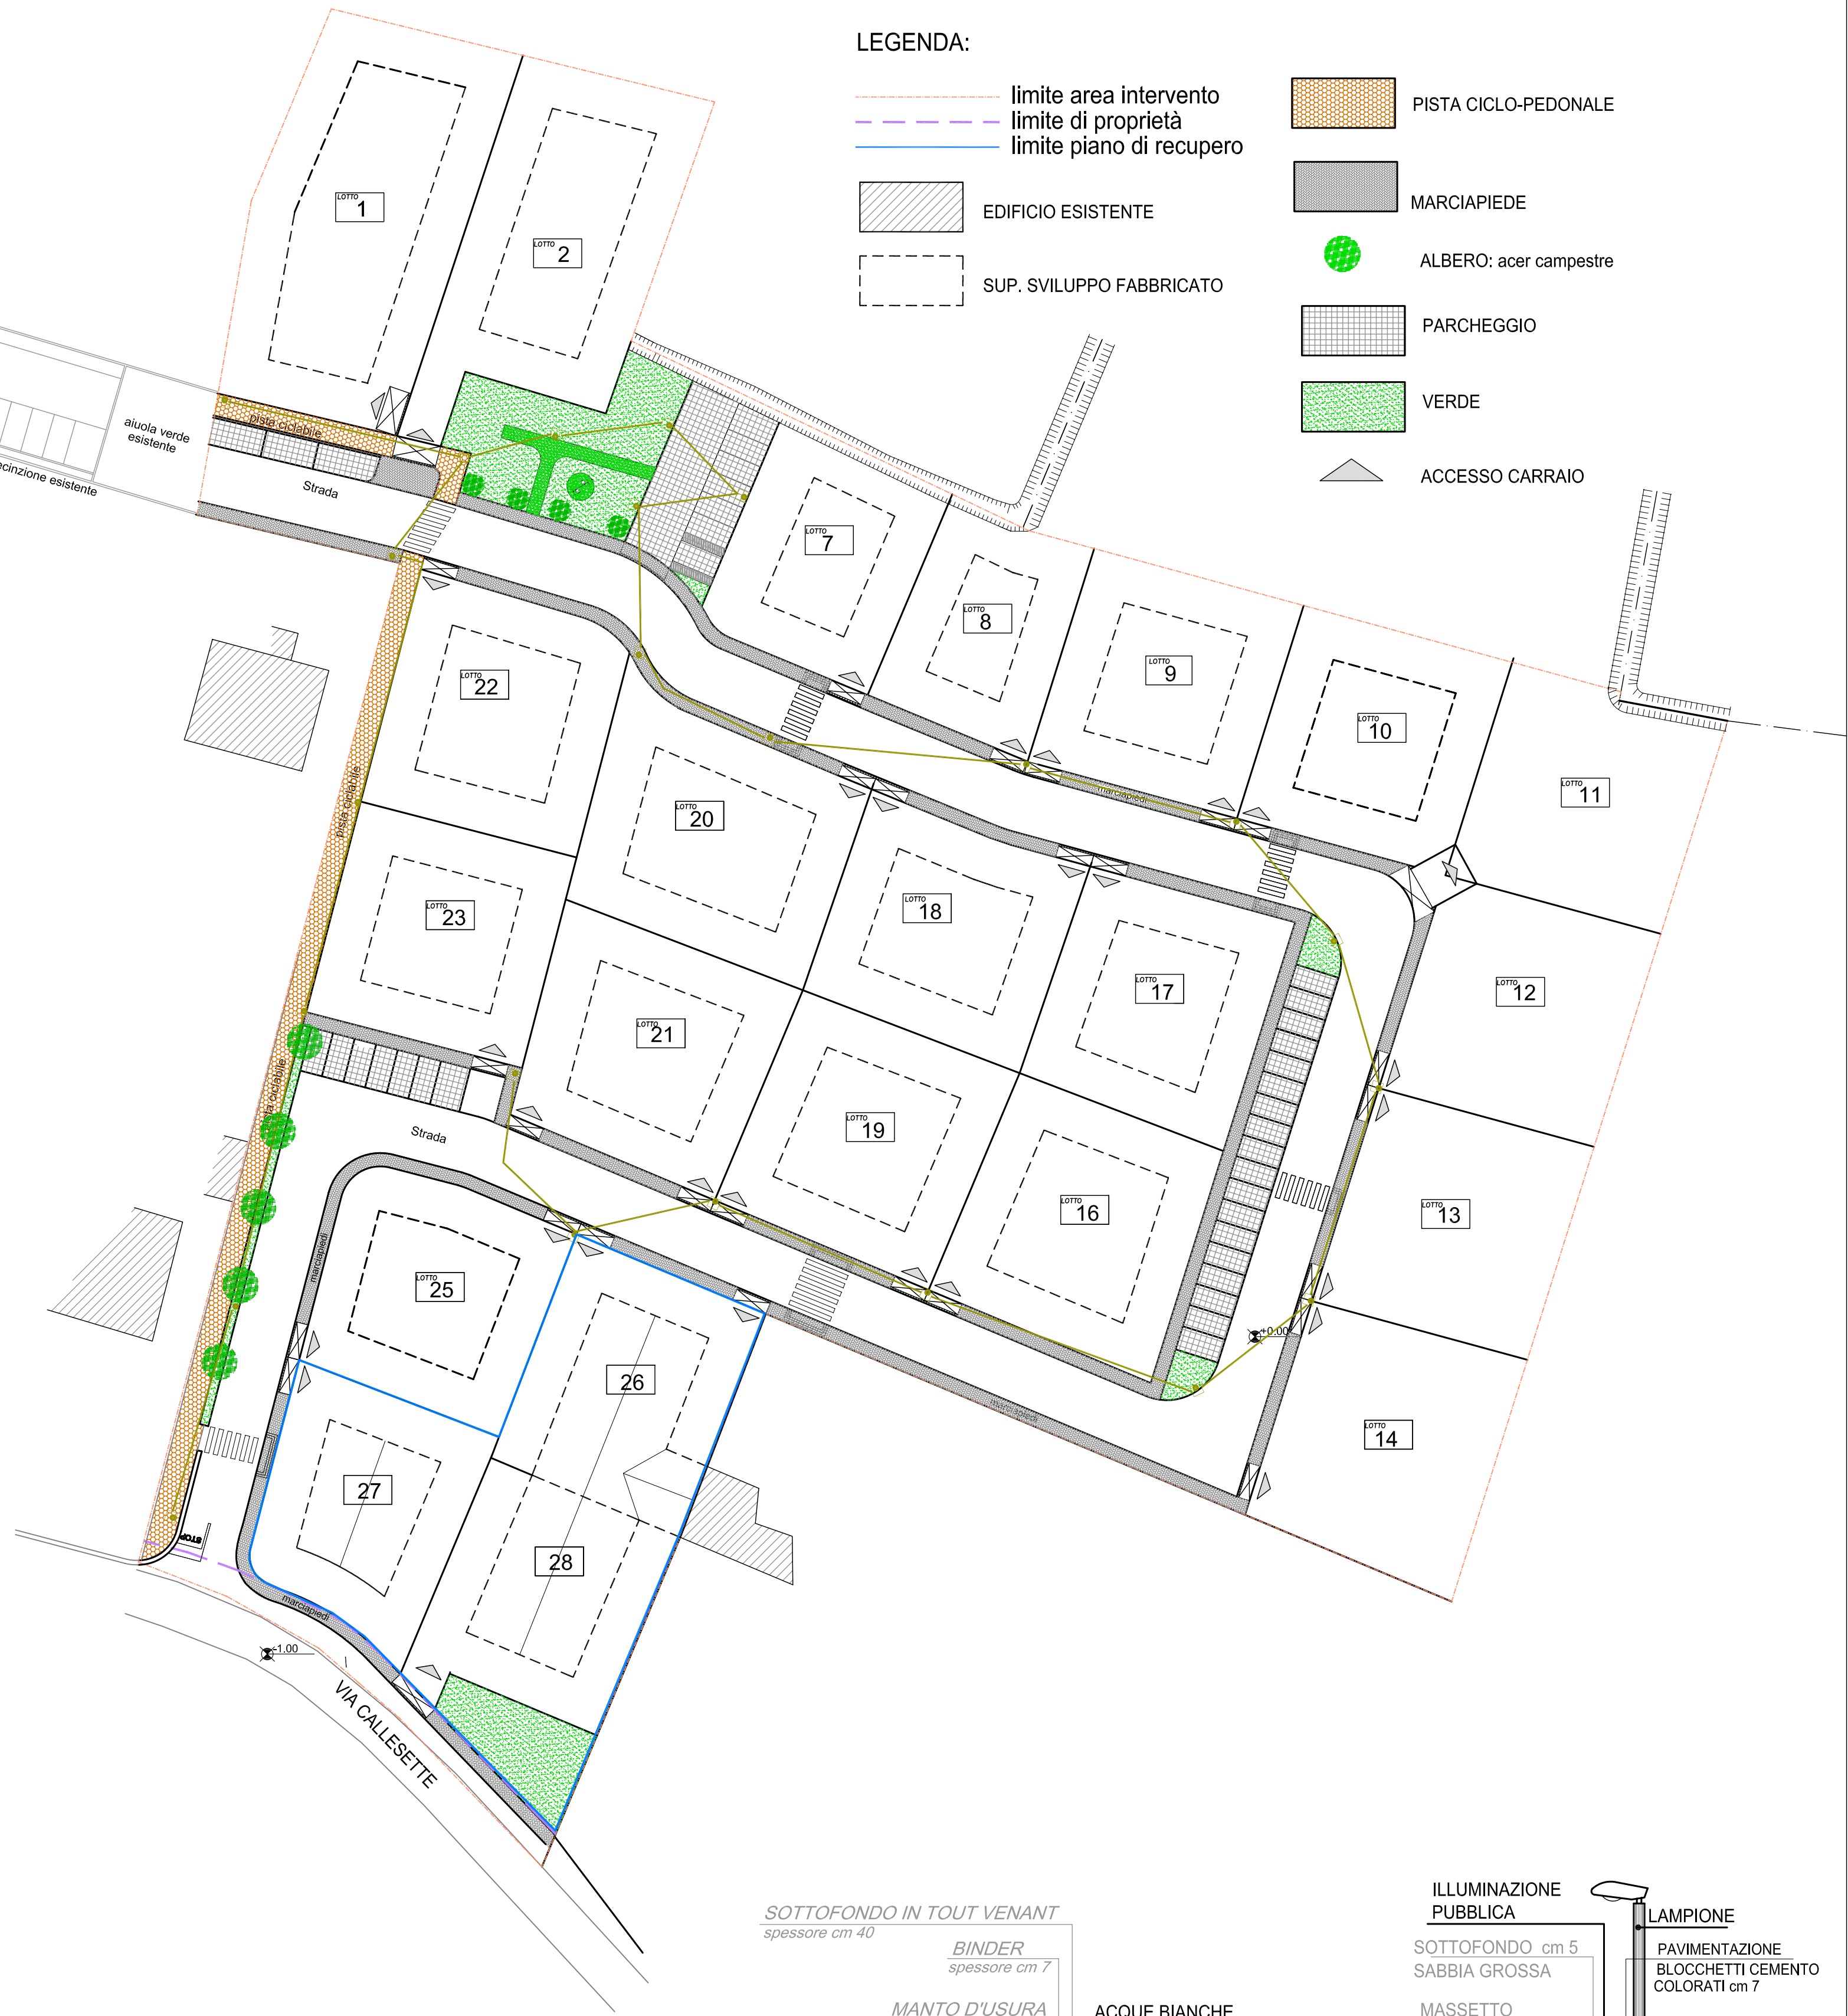 LEGENDA:
limite area intervento
limite di proprietà
limite piano di recupero
EDIFICIO ESISTENTE
SUP. SVILUPPO FABBRICATO
PISTA CICLO-PEDONALE
MARCIAPIEDE
ALBERO: acer campestre
PARCHEGGIO
VERDE
ACCESSO CARRAIO
LOTTO 1
LOTTO 2
aiuola verde
esistente
recinzione esistente
pista ciclabile
Strada
LOTTO 7
LOTTO 8
LOTTO 9
LOTTO 10
LOTTO 11
LOTTO 22
LOTTO 20
marciapiedi
pista ciclabile
LOTTO 23
LOTTO 18
LOTTO 17
LOTTO 12
LOTTO 21
LOTTO 19
LOTTO 16
LOTTO 13
ciclabile
Strada
marciapiedi
LOTTO 25
26
+0.00
marciapiedi
LOTTO 14
27
28
STOP
marciapiedi
-1.00
VIA CALLESETTE
SOTTOFONDO IN TOUT VENANT
spessore cm 40
BINDER
spessore cm 7
MANTO D'USURA
ACQUE BIANCHE
ILLUMINAZIONE
PUBBLICA
LAMPIONE
SOTTOFONDO cm 5
SABBIA GROSSA
PAVIMENTAZIONE
BLOCCHETTI CEMENTO
COLORATI cm 7
MASSETTO